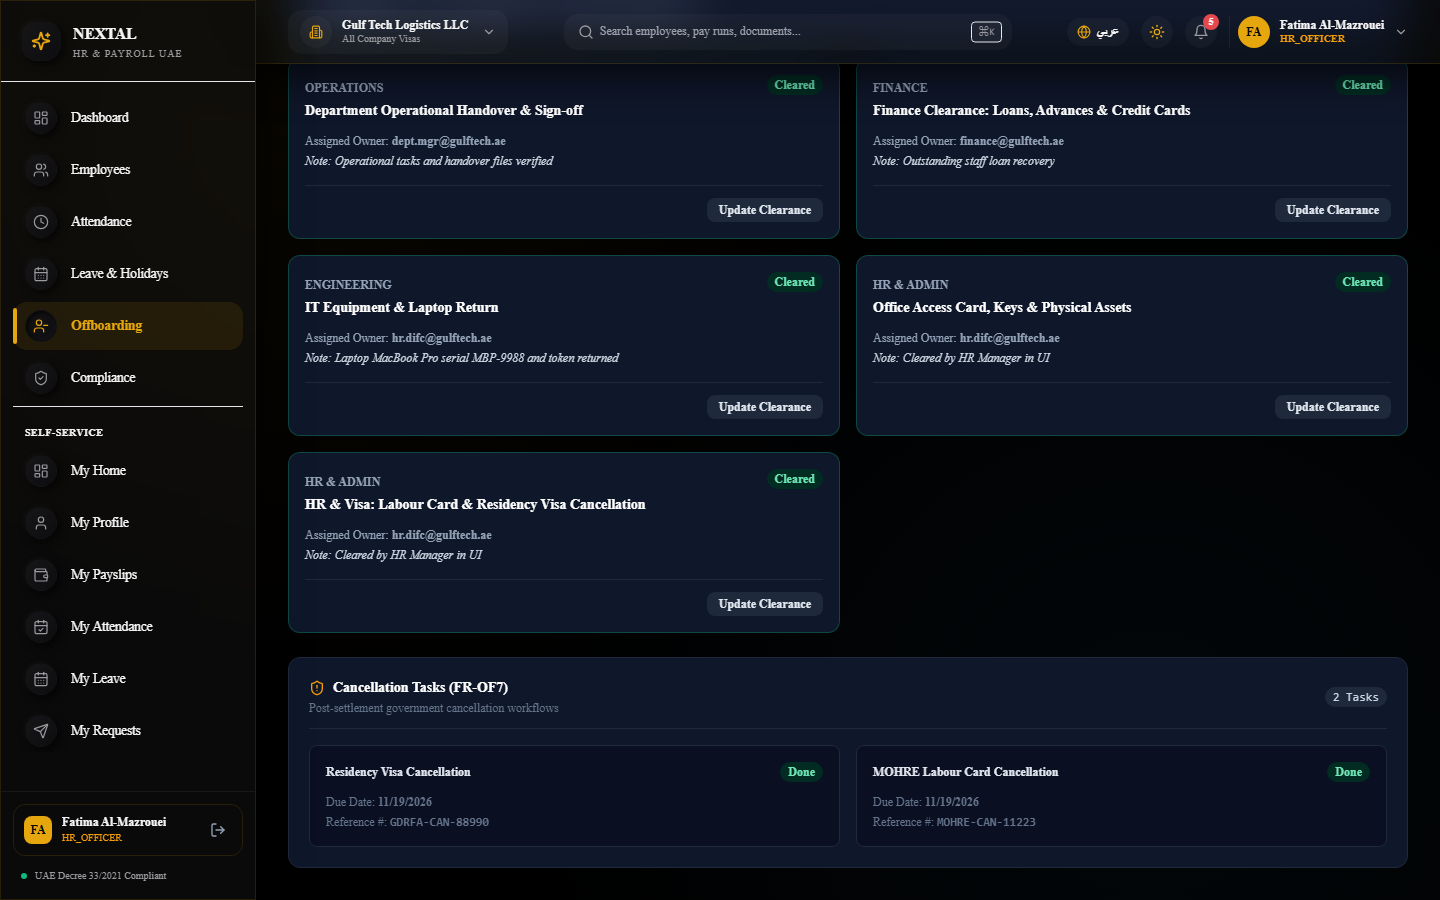 NEXTAL
HR & PAYROLL UAE
Dashboard
Employees
Attendance
Leave & Holidays
Offboarding
Compliance
SELF-SERVICE
My Home
My Profile
My Payslips
My Attendance
My Leave
My Requests
FA
Fatima Al-Mazrouei
HR_OFFICER
UAE Decree 33/2021 Compliant
Gulf Tech Logistics LLC
All Company Visas
Search employees, pay runs, documents...
⌘K
عربي
5
FA
Fatima Al-Mazrouei
HR_OFFICER
OPERATIONS
Cleared
Department Operational Handover & Sign-off
Assigned Owner: dept.mgr@gulftech.ae
Note: Operational tasks and handover files verified
Update Clearance
FINANCE
Cleared
Finance Clearance: Loans, Advances & Credit Cards
Assigned Owner: finance@gulftech.ae
Note: Outstanding staff loan recovery
Update Clearance
ENGINEERING
Cleared
IT Equipment & Laptop Return
Assigned Owner: hr.difc@gulftech.ae
Note: Laptop MacBook Pro serial MBP-9988 and token returned
Update Clearance
HR & ADMIN
Cleared
Office Access Card, Keys & Physical Assets
Assigned Owner: hr.difc@gulftech.ae
Note: Cleared by HR Manager in UI
Update Clearance
HR & ADMIN
Cleared
HR & Visa: Labour Card & Residency Visa Cancellation
Assigned Owner: hr.difc@gulftech.ae
Note: Cleared by HR Manager in UI
Update Clearance
Cancellation Tasks (FR-OF7)
Post-settlement government cancellation workflows
2 Tasks
Residency Visa Cancellation
Done
Due Date: 11/19/2026
Reference #: GDRFA-CAN-88990
MOHRE Labour Card Cancellation
Done
Due Date: 11/19/2026
Reference #: MOHRE-CAN-11223